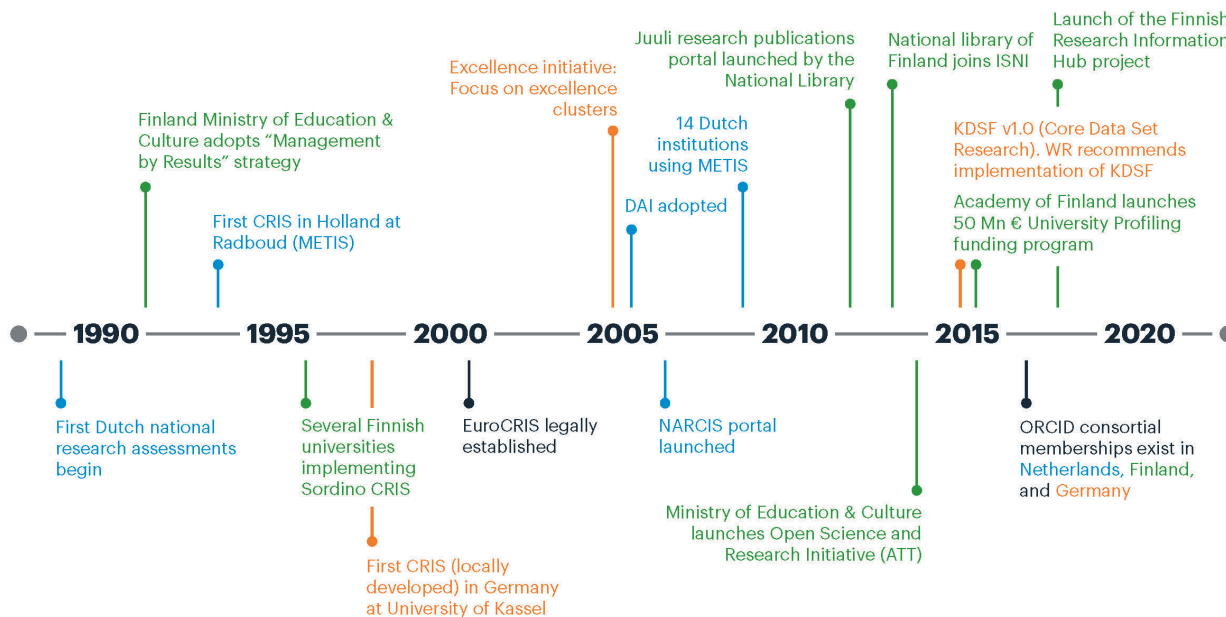 Finland Ministry of Education &
Culture adopts “Management
by Results” strategy
First CRIS in Holland at
Radboud (METIS)
Excellence initiative:
Focus on excellence
clusters
DAI adopted
14 Dutch
institutions
using METIS
Juuli research publications
portal launched by the
National Library
National library of
Finland joins ISNI
Launch of the Finnish
Research Information
Hub project
KDSF v1.0 (Core Data Set
Research). WR recommends
implementation of KDSF
Academy of Finland launches
50 Mn € University Profiling
funding program
1990 1995 2000 2005 2010 2015 2020
First Dutch national
research assessments
begin
Several Finnish
universities
implementing
Sordino CRIS
First CRIS (locally
developed) in Germany
at University of Kassel
EuroCRIS legally
established
NARCIS portal
launched
Ministry of Education & Culture
launches Open Science and
Research Initiative (ATT)
ORCID consortial
memberships exist in
Netherlands, Finland,
and Germany